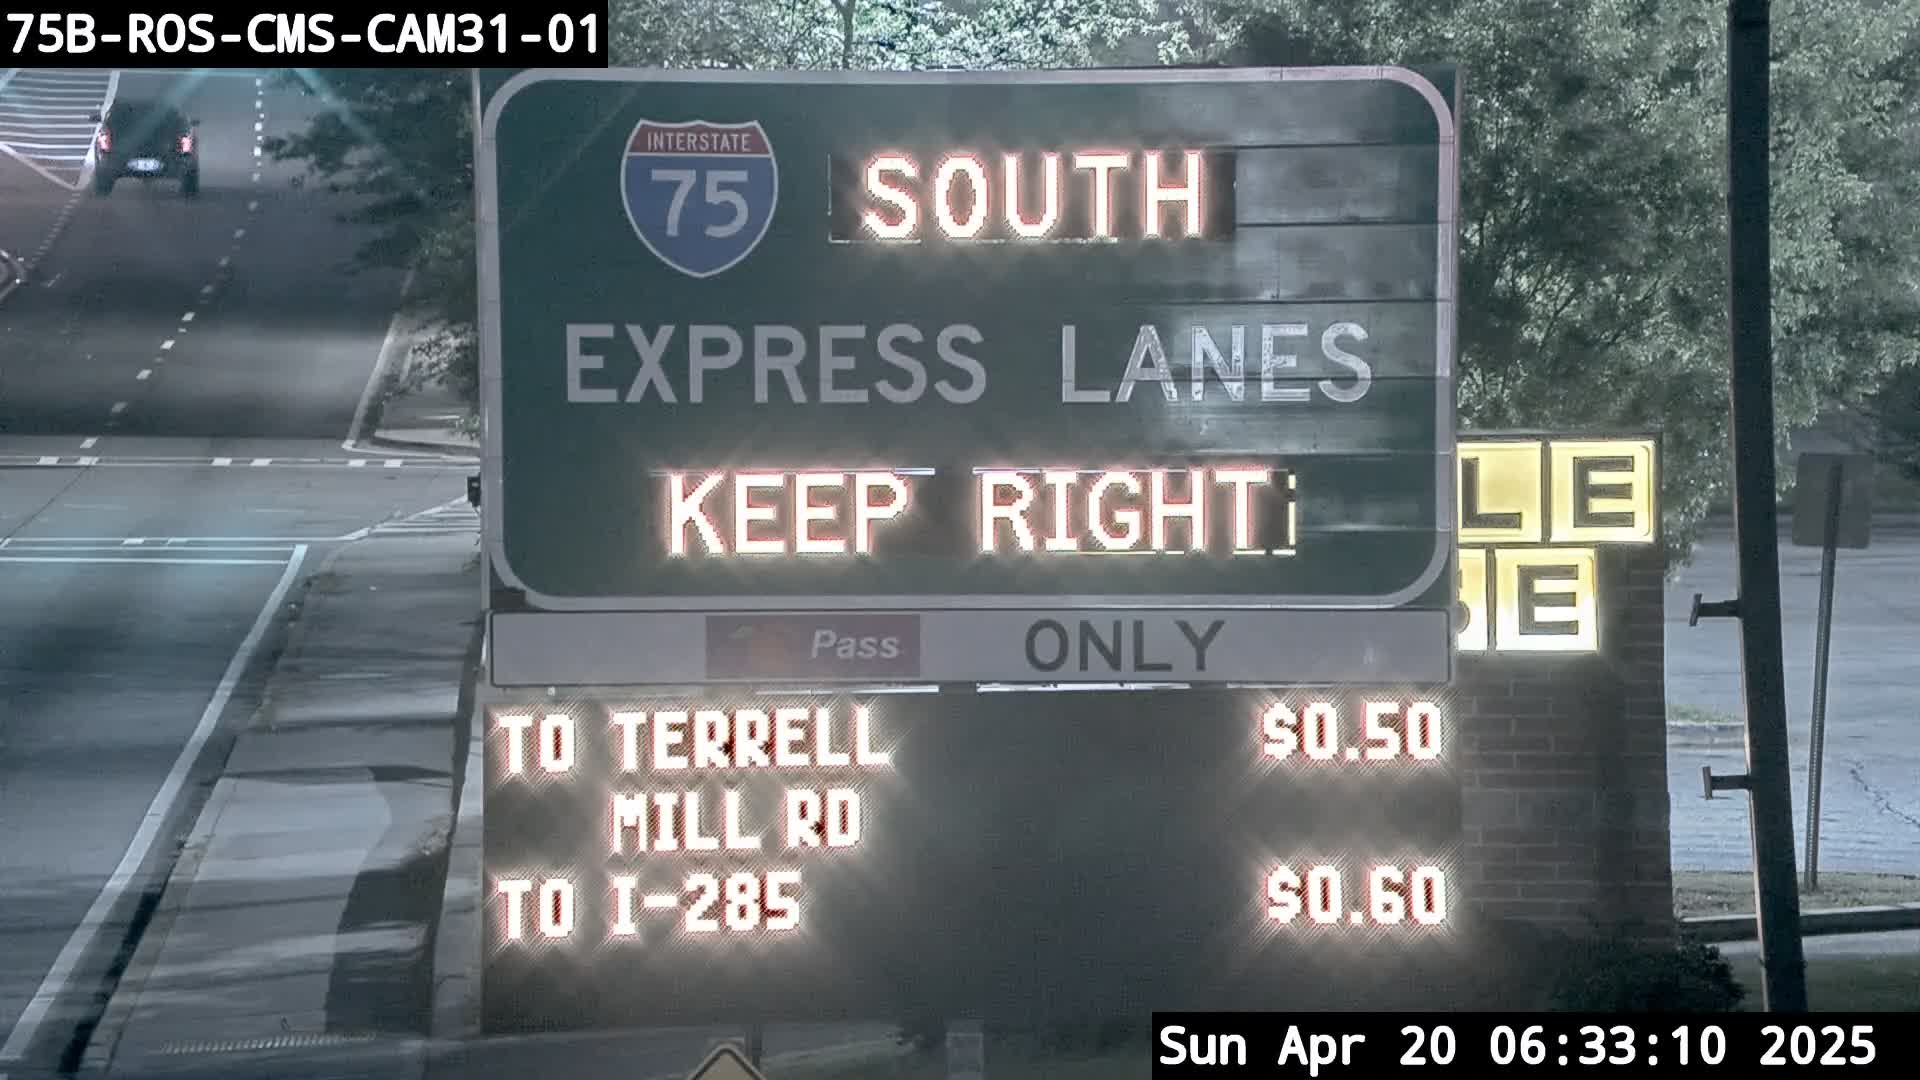 75B-ROS-CMS-CAM31-01
INTERSTATE
75
SOUTH
EXPRESS LANES
KEEP RIGHT
LE
E
Pass ONLY
TO TERRELL $0.50
MILL RD
TO I-285 $0.60
Sun Apr 20 06:33:10 2025